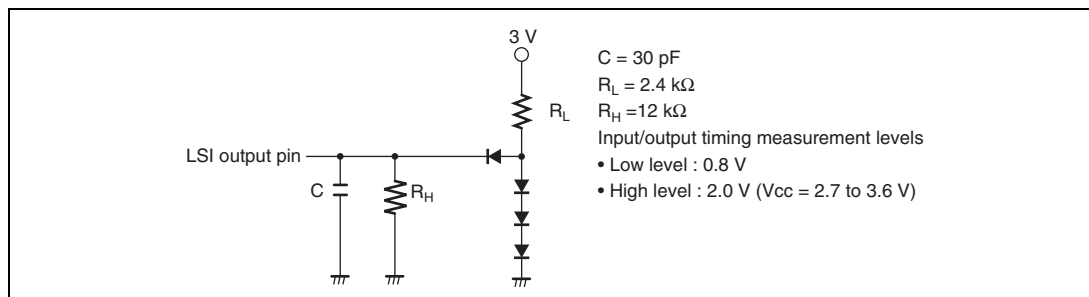 3 V
C = 30 pF
R_L = 2.4 kΩ
R_L
R_H =12 kΩ
Input/output timing measurement levels
LSI output pin
• Low level : 0.8 V
C
R_H
• High level : 2.0 V (Vcc = 2.7 to 3.6 V)